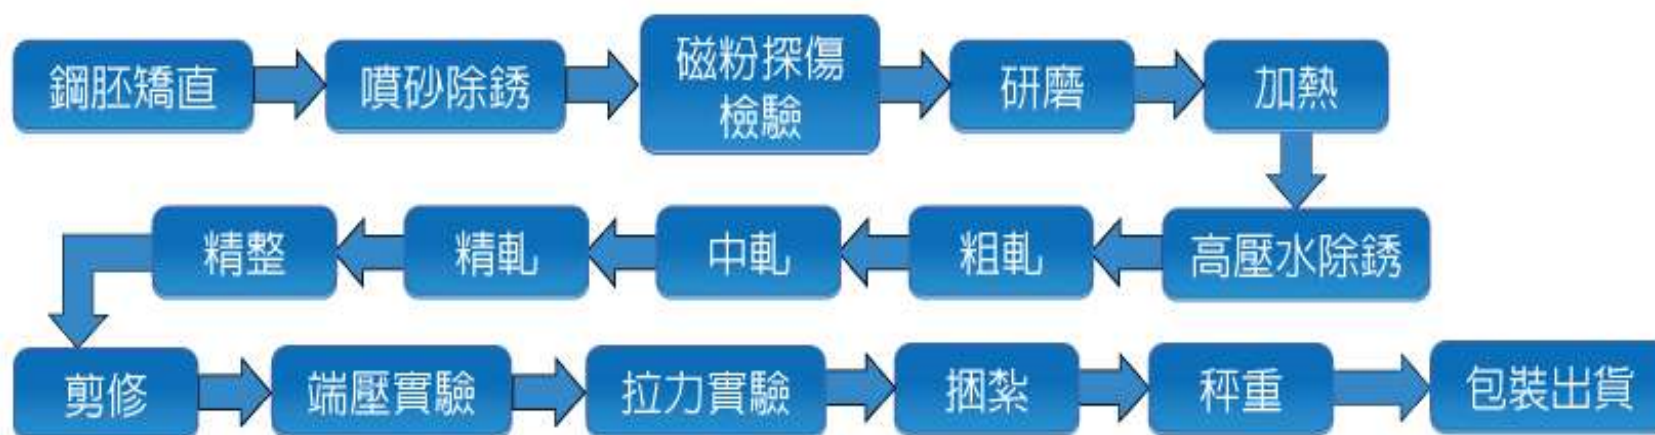 鋼胚矯直
噴砂除銹
磁粉探傷
檢驗
研磨
加熱
高壓水除銹
粗軋
中軋
精軋
精整
剪修
端壓實驗
拉力實驗
捆紮
秤重
包裝出貨